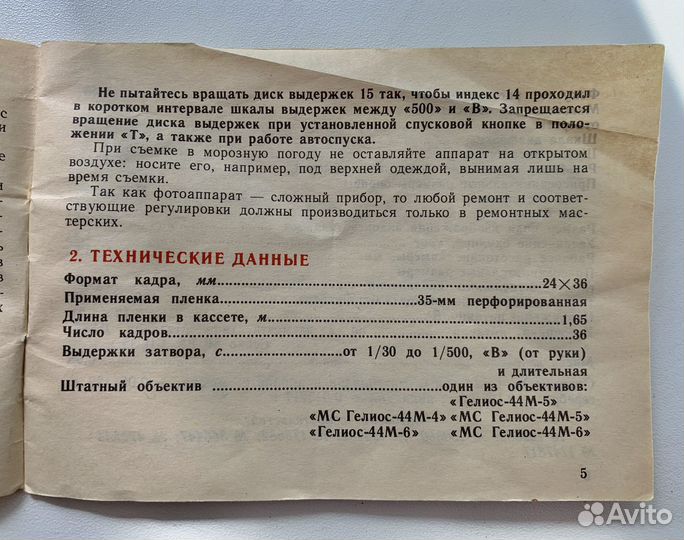 Не пытайтесь вращать диск выдержек 15 так, чтобы индекс 14 проходил
в коротком интервале шкалы выдержек между «500» и «В». Запрещается
вращение диска выдержек при установленной спусковой кнопке в поло-
жении «Т», а также при работе автоспуска.
При съемке в морозную погоду не оставляйте аппарат на открытом
воздухе: носите его, например, под верхней одеждой, вынимая лишь на
время съемки.
Так как фотоаппарат — сложный прибор, то любой ремонт и соответ-
ствующие регулировки должны производиться только в ремонтных мас-
терских.
2. ТЕХНИЧЕСКИЕ ДАННЫЕ
Формат кадра, мм...24×36
Применяемая пленка...35-мм перфорированная
Длина пленки в кассете, м...1,65
Число кадров...36
Выдержки затвора, с...от 1/30 до 1/500, «В» (от руки)
и длительная
Штатный объектив ...один из объективов:
«Гелиос-44М-5»
«МС Гелиос-44М-4» «МС Гелиос-44М-5»
«Гелиос-44М-6» «МС Гелиос-44М-6»
5
Avito